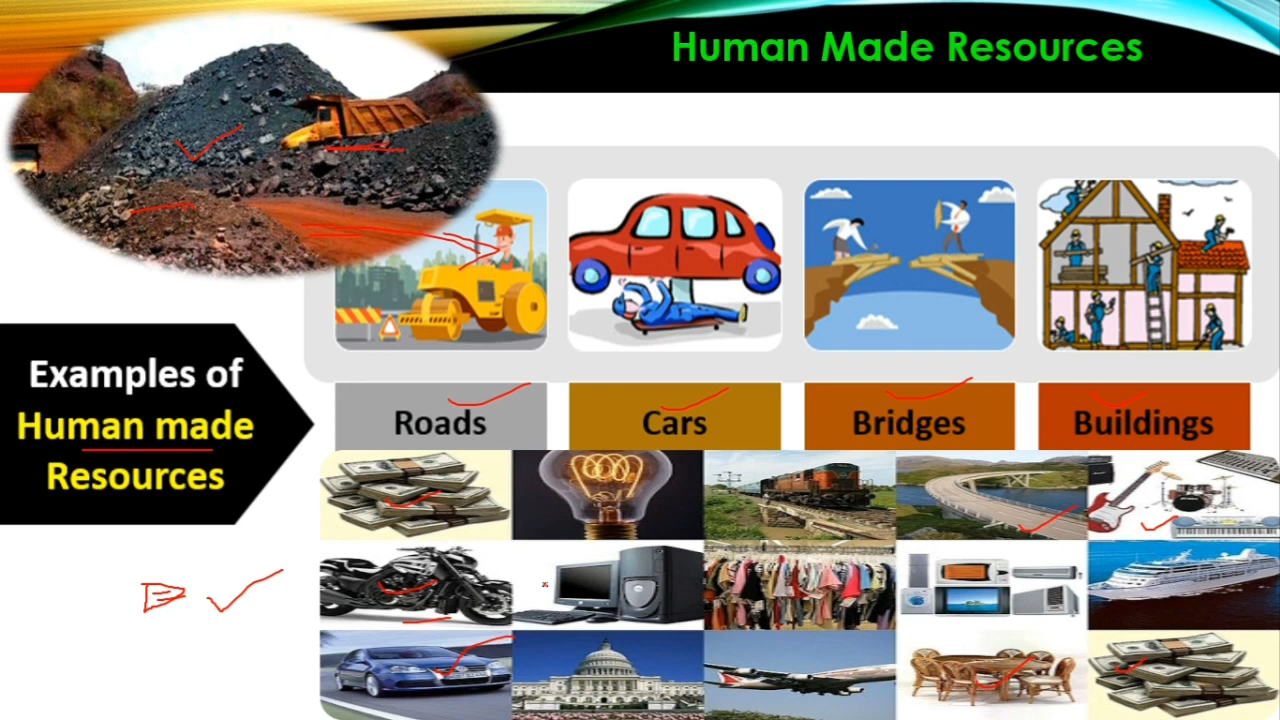 Human Made Resources
Examples of
Human made
Resources
Roads
Cars
Bridges
Buildings